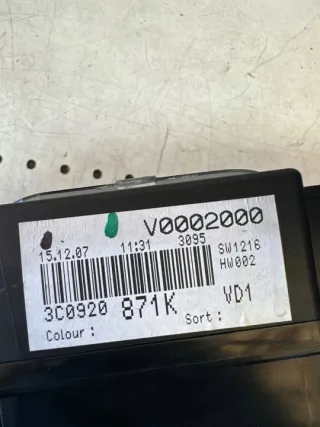 V0002000
15.12.07 11:31 3095 SW1216
HW002
3C0920 871K VD1
Colour : Sort :